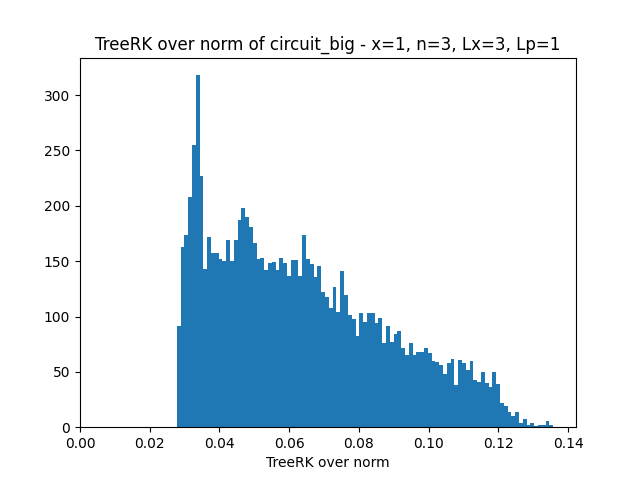 TreeRK over norm of circuit_big - x=1, n=3, Lx=3, Lp=1
300
250
200
150
100
50
0
0.00 0.02 0.04 0.06 0.08 0.10 0.12 0.14
TreeRK over norm